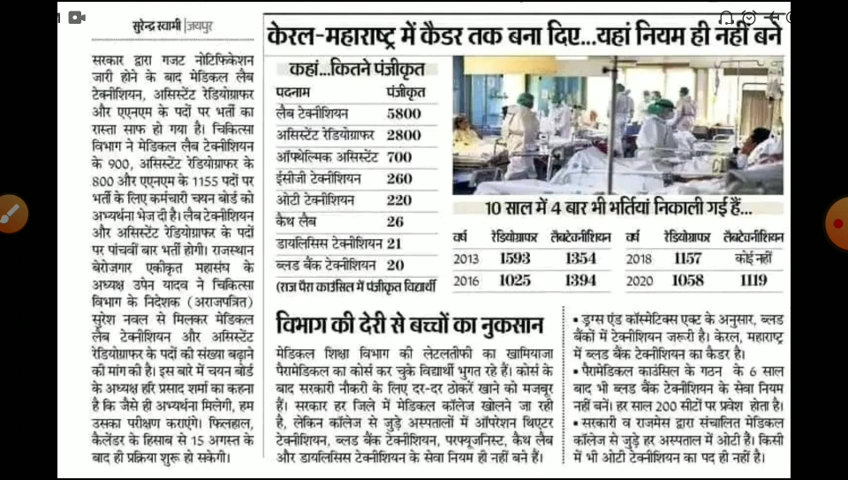 सुरेन्द्र स्वामी | जयपुर
सरकार द्वारा गजट नोटिफिकेशन
जारी होने के बाद मेडिकल लैब
टेक्नीशियन, असिस्टेंट रेडियोग्राफर
और एएनएम के पदों पर भर्ती का
रास्ता साफ हो गया है। चिकित्सा
विभाग ने मेडिकल लैब टेक्नीशियन
के 900, असिस्टेंट रेडियोग्राफर के
800 और एएनएम के 1155 पदों पर
भर्ती के लिए कर्मचारी चयन बोर्ड को
अभ्यर्थना भेज दी है। लैब टेक्नीशियन
और असिस्टेंट रेडियोग्राफर के पदों
पर पांचवीं बार भर्ती होगी। राजस्थान
बेरोजगार एकीकृत महासंघ के
अध्यक्ष उपेन यादव ने चिकित्सा
विभाग के निदेशक (अराजपत्रित)
सुरेश नवल से मिलकर मेडिकल
लैब टेक्नीशियन और असिस्टेंट
रेडियोग्राफर के पदों की संख्या बढ़ाने
की मांग की है। इस बारे में चयन बोर्ड
के अध्यक्ष हरि प्रसाद शर्मा का कहना
है कि जैसे ही अभ्यर्थना मिलेगी, हम
उसका परीक्षण कराएंगे। फिलहाल,
कैलेंडर के हिसाब से 15 अगस्त के
बाद ही प्रक्रिया शुरू हो सकेगी।
केरल-महाराष्ट्र में कैडर तक बना दिए...यहां नियम ही नहीं बने
कहां...कितने पंजीकृत
पदनाम पंजीकृत
लैब टेक्नीशियन 5800
असिस्टेंट रेडियोग्राफर 2800
ऑफ्थेल्मिक असिस्टेंट 700
ईसीजी टेक्नीशियन 260
ओटी टेक्नीशियन 220
कैथ लैब 26
डायलिसिस टेक्नीशियन 21
ब्लड बैंक टेक्नीशियन 20
(राज पैरा काउंसिल में पंजीकृत विद्यार्थी
10 साल में 4 बार भी भर्तियां निकाली गई हैं...
वर्ष रेडियोग्राफर लैबटेक्नीशियन वर्ष रेडियोग्राफर लैबटेक्नीशियन
2013 1593 1354 2018 1157 कोई नहीं
2016 1025 1394 2020 1058 1119
विभाग की देरी से बच्चों का नुकसान
मेडिकल शिक्षा विभाग की लेटलतीफी का खामियाजा
पैरामेडिकल का कोर्स कर चुके विद्यार्थी भुगत रहे हैं। कोर्स के
बाद सरकारी नौकरी के लिए दर-दर ठोकरें खाने को मजबूर
हैं। सरकार हर जिले में मेडिकल कॉलेज खोलने जा रही
है, लेकिन कॉलेज से जुड़े अस्पतालों में ऑपरेशन थिएटर
टेक्नीशियन, ब्लड बैंक टेक्नीशियन, परफ्यूजनिस्ट, कैथ लैब
और डायलिसिस टेक्नीशियन के सेवा नियम ही नहीं बने हैं।
▪ ड्रग्स एंड कॉस्मेटिक्स एक्ट के अनुसार, ब्लड
बैंकों में टेक्नीशियन जरूरी है। केरल, महाराष्ट्र
में ब्लड बैंक टेक्नीशियन का कैडर है।
▪ पैरामेडिकल काउंसिल के गठन के 6 साल
बाद भी ब्लड बैंक टेक्नीशियन के सेवा नियम
नहीं बनें। हर साल 200 सीटों पर प्रवेश होता है।
▪ सरकारी व राजमेस द्वारा संचालित मेडिकल
कॉलेज से जुड़े हर अस्पताल में ओटी है। किसी
में भी ओटी टेक्नीशियन का पद ही नहीं है।